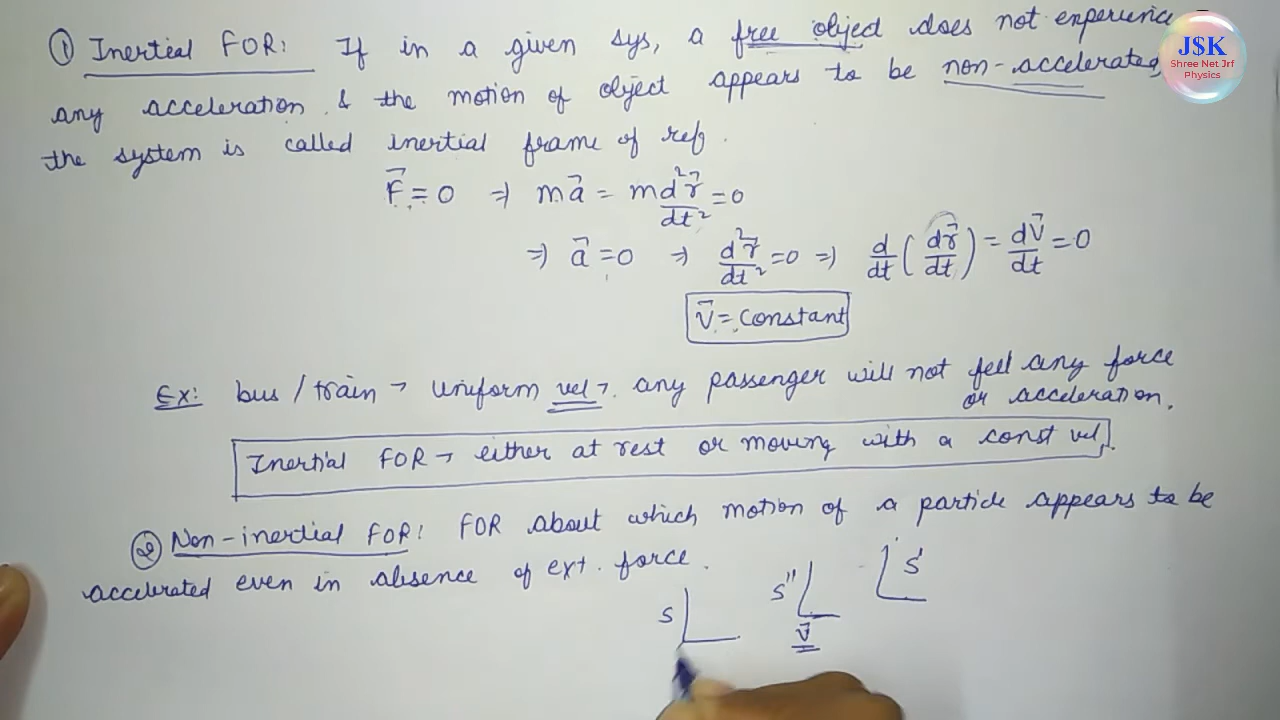 ① Inertial FOR: If in a given sys, a free object does not experience
any acceleration & the motion of object appears to be non-accelerated,
the system is called inertial frame of ref.
F⃗ = 0 ⇒ ma⃗ = m d²r⃗/dt² = 0
⇒ a⃗ = 0 ⇒ d²r⃗/dt² = 0 ⇒ d/dt (dr⃗/dt) = dv⃗/dt = 0
v⃗ = constant
Ex: bus / train → Uniform vel → any passenger will not feel any force
or acceleration.
Inertial FOR → either at rest or moving with a const vel.
② Non-inertial FOR: FOR about which motion of a particle appears to be
accelerated even in absence of ext. force.
S S'' S'
v⃗
JSK
Shree Net Jrf
Physics